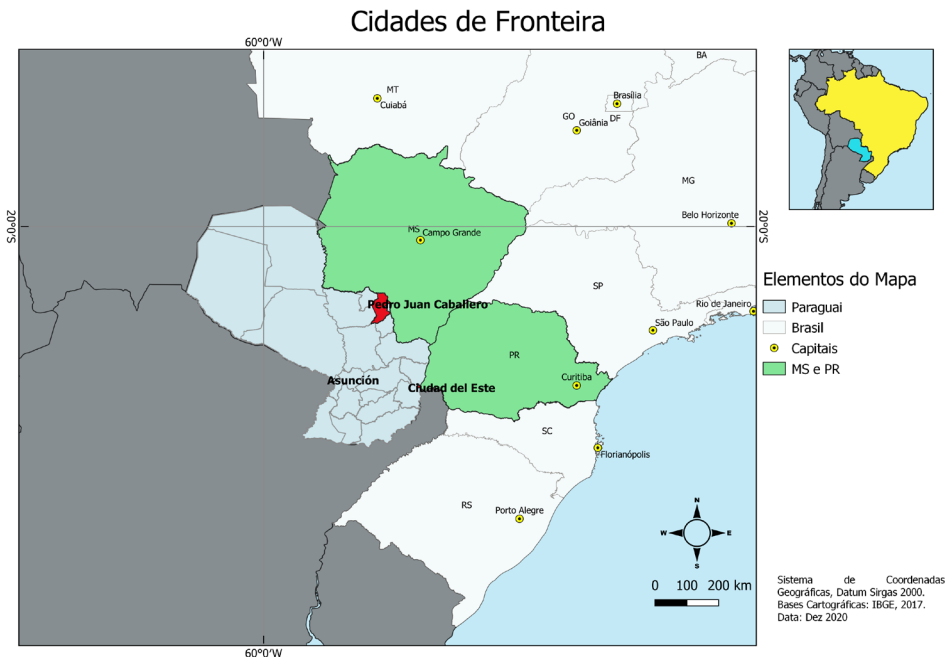 Cidades de Fronteira
60°0'W
BA
MT
Cuiabá
Brasília
GO
DF
Goiânia
MG
Belo Horizonte
20°0'S
20°0'S
MS
Campo Grande
SP
Pedro Juan Caballero
Rio de Janeiro
São Paulo
PR
Asunción
Ciudad del Este
Curitiba
SC
Florianópolis
RS
Porto Alegre
N
W
E
S
0 100 200 km
60°0'W
Elementos do Mapa
Paraguai
Brasil
Capitais
MS e PR
Sistema de Coordenadas
Geográficas, Datum Sirgas 2000.
Bases Cartográficas: IBGE, 2017.
Data: Dez 2020